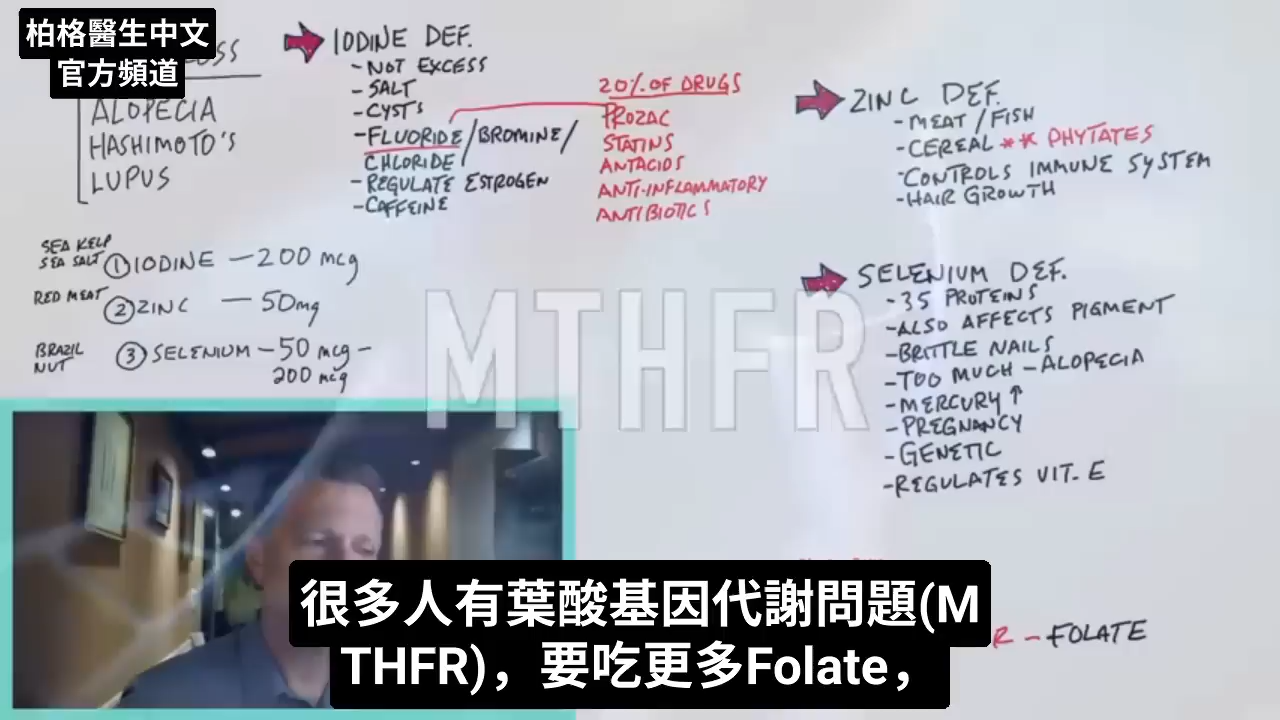 柏格醫生中文
官方頻道
ALOPECIA
HASHIMOTO'S
LUPUS
IODINE DEF.
- NOT EXCESS
- SALT
- CYSTS
- FLUORIDE/BROMINE/
CHLORIDE
- REGULATE ESTROGEN
- CAFFEINE
20% OF DRUGS
PROZAC
STATINS
ANTACIDS
ANTI-INFLAMMATORY
ANTIBIOTICS
ZINC DEF.
- MEAT/FISH
- CEREAL ** PHYTATES
- CONTROLS IMMUNE SYSTEM
- HAIR GROWTH
SEA KELP
SEA SALT
① IODINE — 200 mcg
RED MEAT
② ZINC — 50mg
BRAZIL
NUT
③ SELENIUM — 50 mcg -
200 mcg
SELENIUM DEF.
- 35 PROTEINS
- ALSO AFFECTS PIGMENT
- BRITTLE NAILS
- TOO MUCH - ALOPECIA
- MERCURY ↑
- PREGNANCY
- GENETIC
- REGULATES VIT. E
MTHFR
R - FOLATE
很多人有葉酸基因代謝問題(M
THFR)，要吃更多Folate，